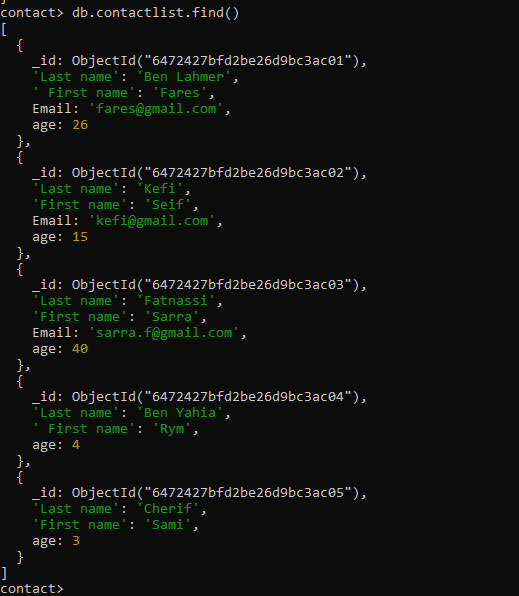 contact> db.contactlist.find()
[
  {
    _id: ObjectId("6472427bfd2be26d9bc3ac01"),
    'Last name': 'Ben Lahmer',
    ' First name': 'Fares',
    Email: 'fares@gmail.com',
    age: 26
  },
  {
    _id: ObjectId("6472427bfd2be26d9bc3ac02"),
    'Last name': 'Kefi',
    'First name': 'Seif',
    Email: 'kefi@gmail.com',
    age: 15
  },
  {
    _id: ObjectId("6472427bfd2be26d9bc3ac03"),
    'Last name': 'Fatnassi',
    'First name': 'Sarra',
    Email: 'sarra.f@gmail.com',
    age: 40
  },
  {
    _id: ObjectId("6472427bfd2be26d9bc3ac04"),
    'Last name': 'Ben Yahia',
    ' First name': 'Rym',
    age: 4
  },
  {
    _id: ObjectId("6472427bfd2be26d9bc3ac05"),
    'Last name': 'Cherif',
    'First name': 'Sami',
    age: 3
  }
]
contact>